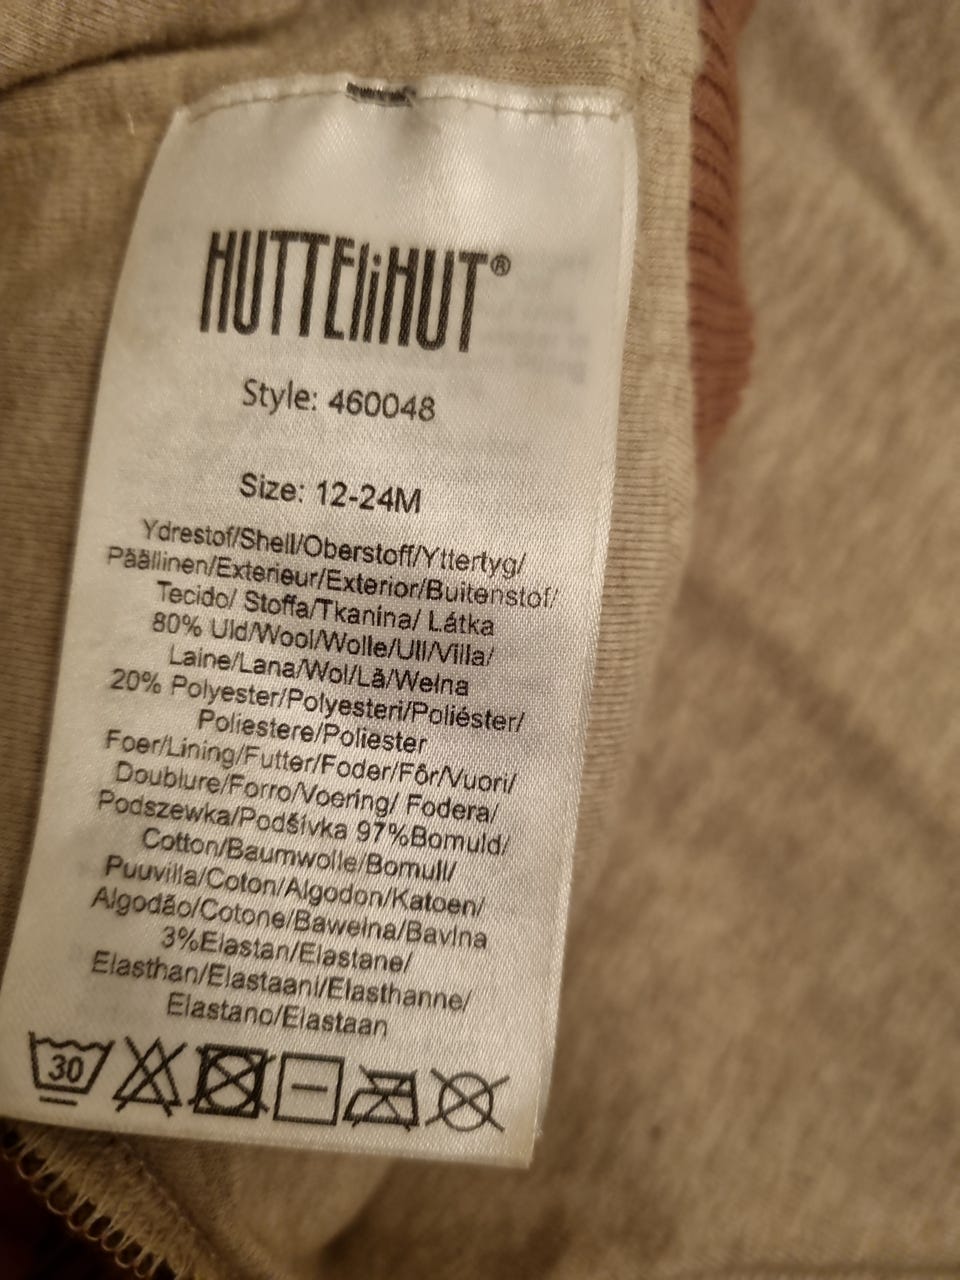 HUTTEliHUT®
Style: 460048
Size: 12-24M
Ydrestof/Shell/Oberstoff/Yttertyg/
Päällinen/Exterieur/Exterior/Buitenstof/
Tecido/ Stoffa/Tkanina/ Látka
80% Uld/Wool/Wolle/Ull/Villa/
Laine/Lana/Wol/Lã/Wełna
20% Polyester/Polyesteri/Poliéster/
Poliestere/Poliester
Foer/Lining/Futter/Foder/Fôr/Vuori/
Doublure/Forro/Voering/ Fodera/
Podszewka/Podšívka 97%Bomuld/
Cotton/Baumwolle/Bomull/
Puuvilla/Coton/Algodon/Katoen/
Algodão/Cotone/Bawełna/Bavlna
3%Elastan/Elastane/
Elasthan/Elastaani/Elasthanne/
Elastano/Elastaan
30